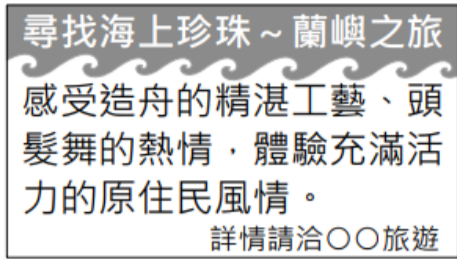 尋找海上珍珠~蘭嶼之旅
感受造舟的精湛工藝、頭
髮舞的熱情，體驗充滿活
力的原住民風情。
詳情請洽○○旅遊